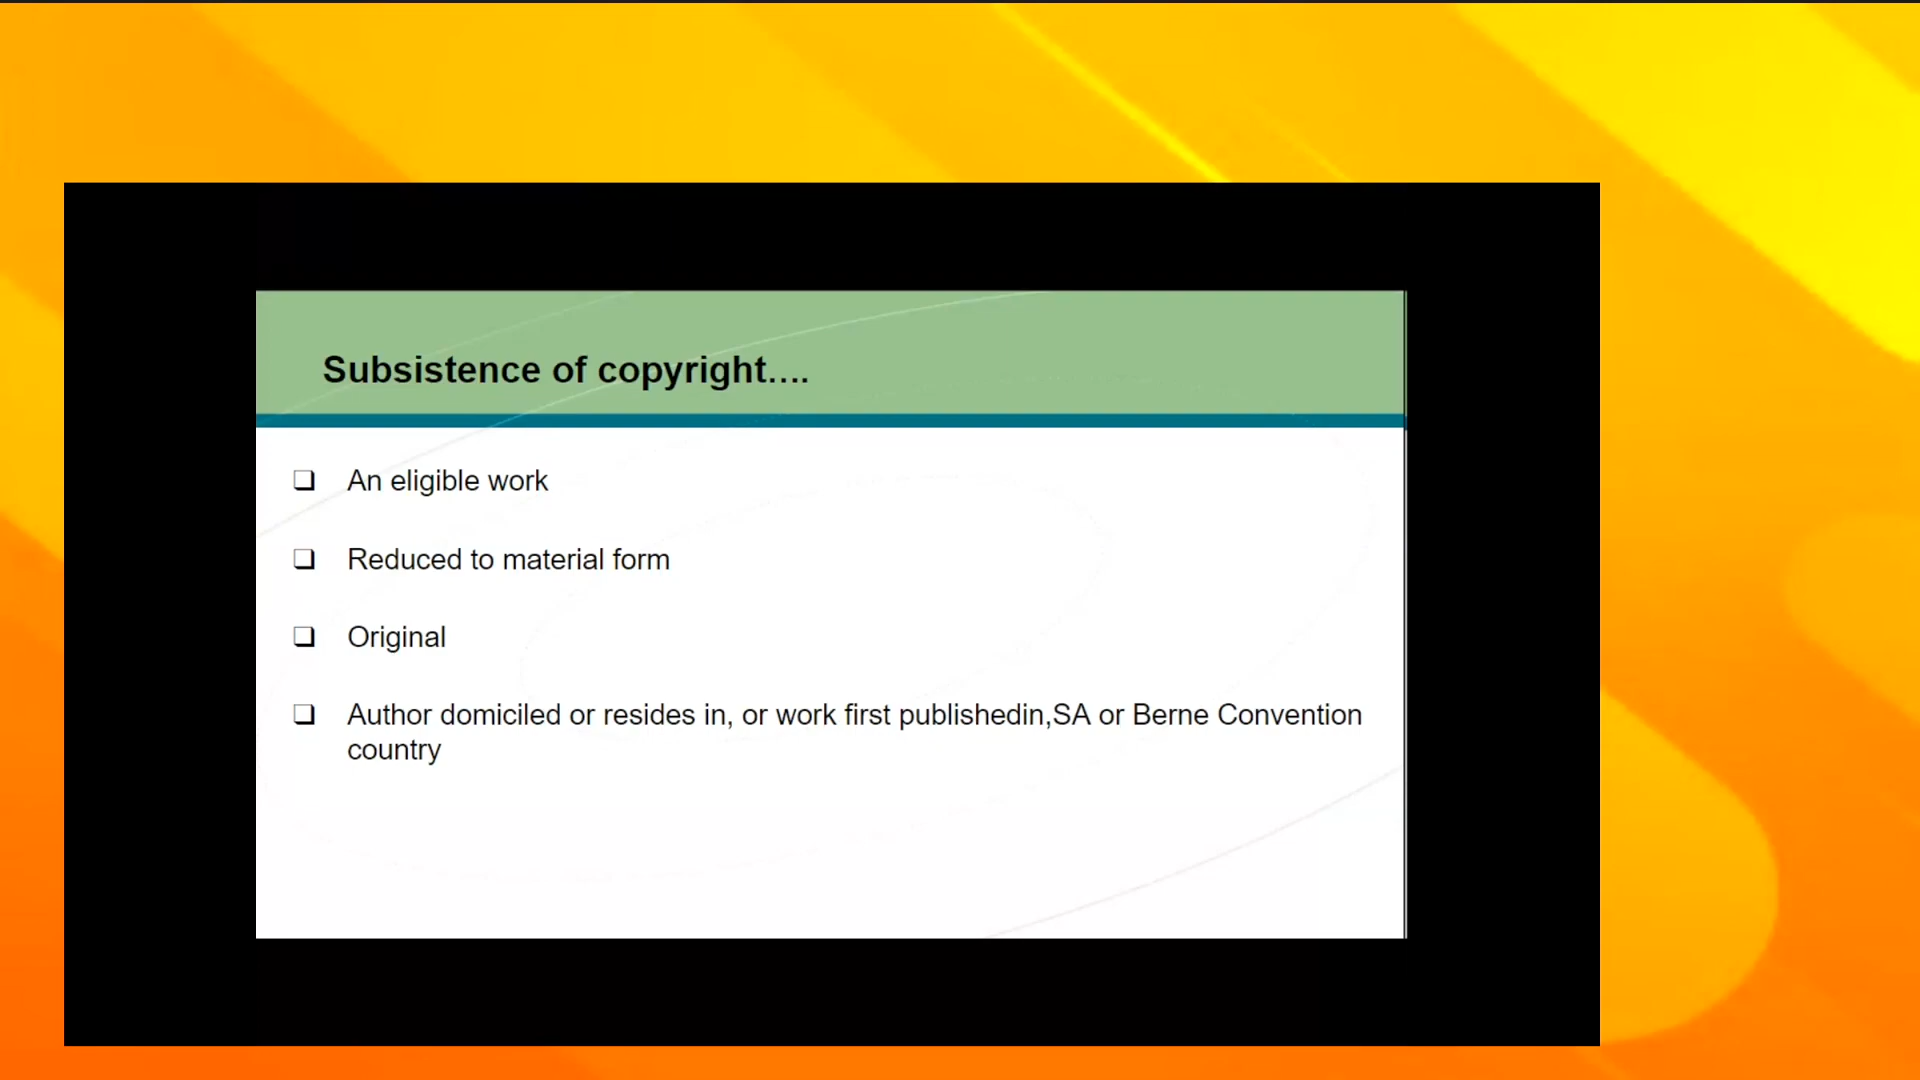 Subsistence of copyright....
❑ An eligible work
❑ Reduced to material form
❑ Original
❑ Author domiciled or resides in, or work first publishedin,SA or Berne Convention
country